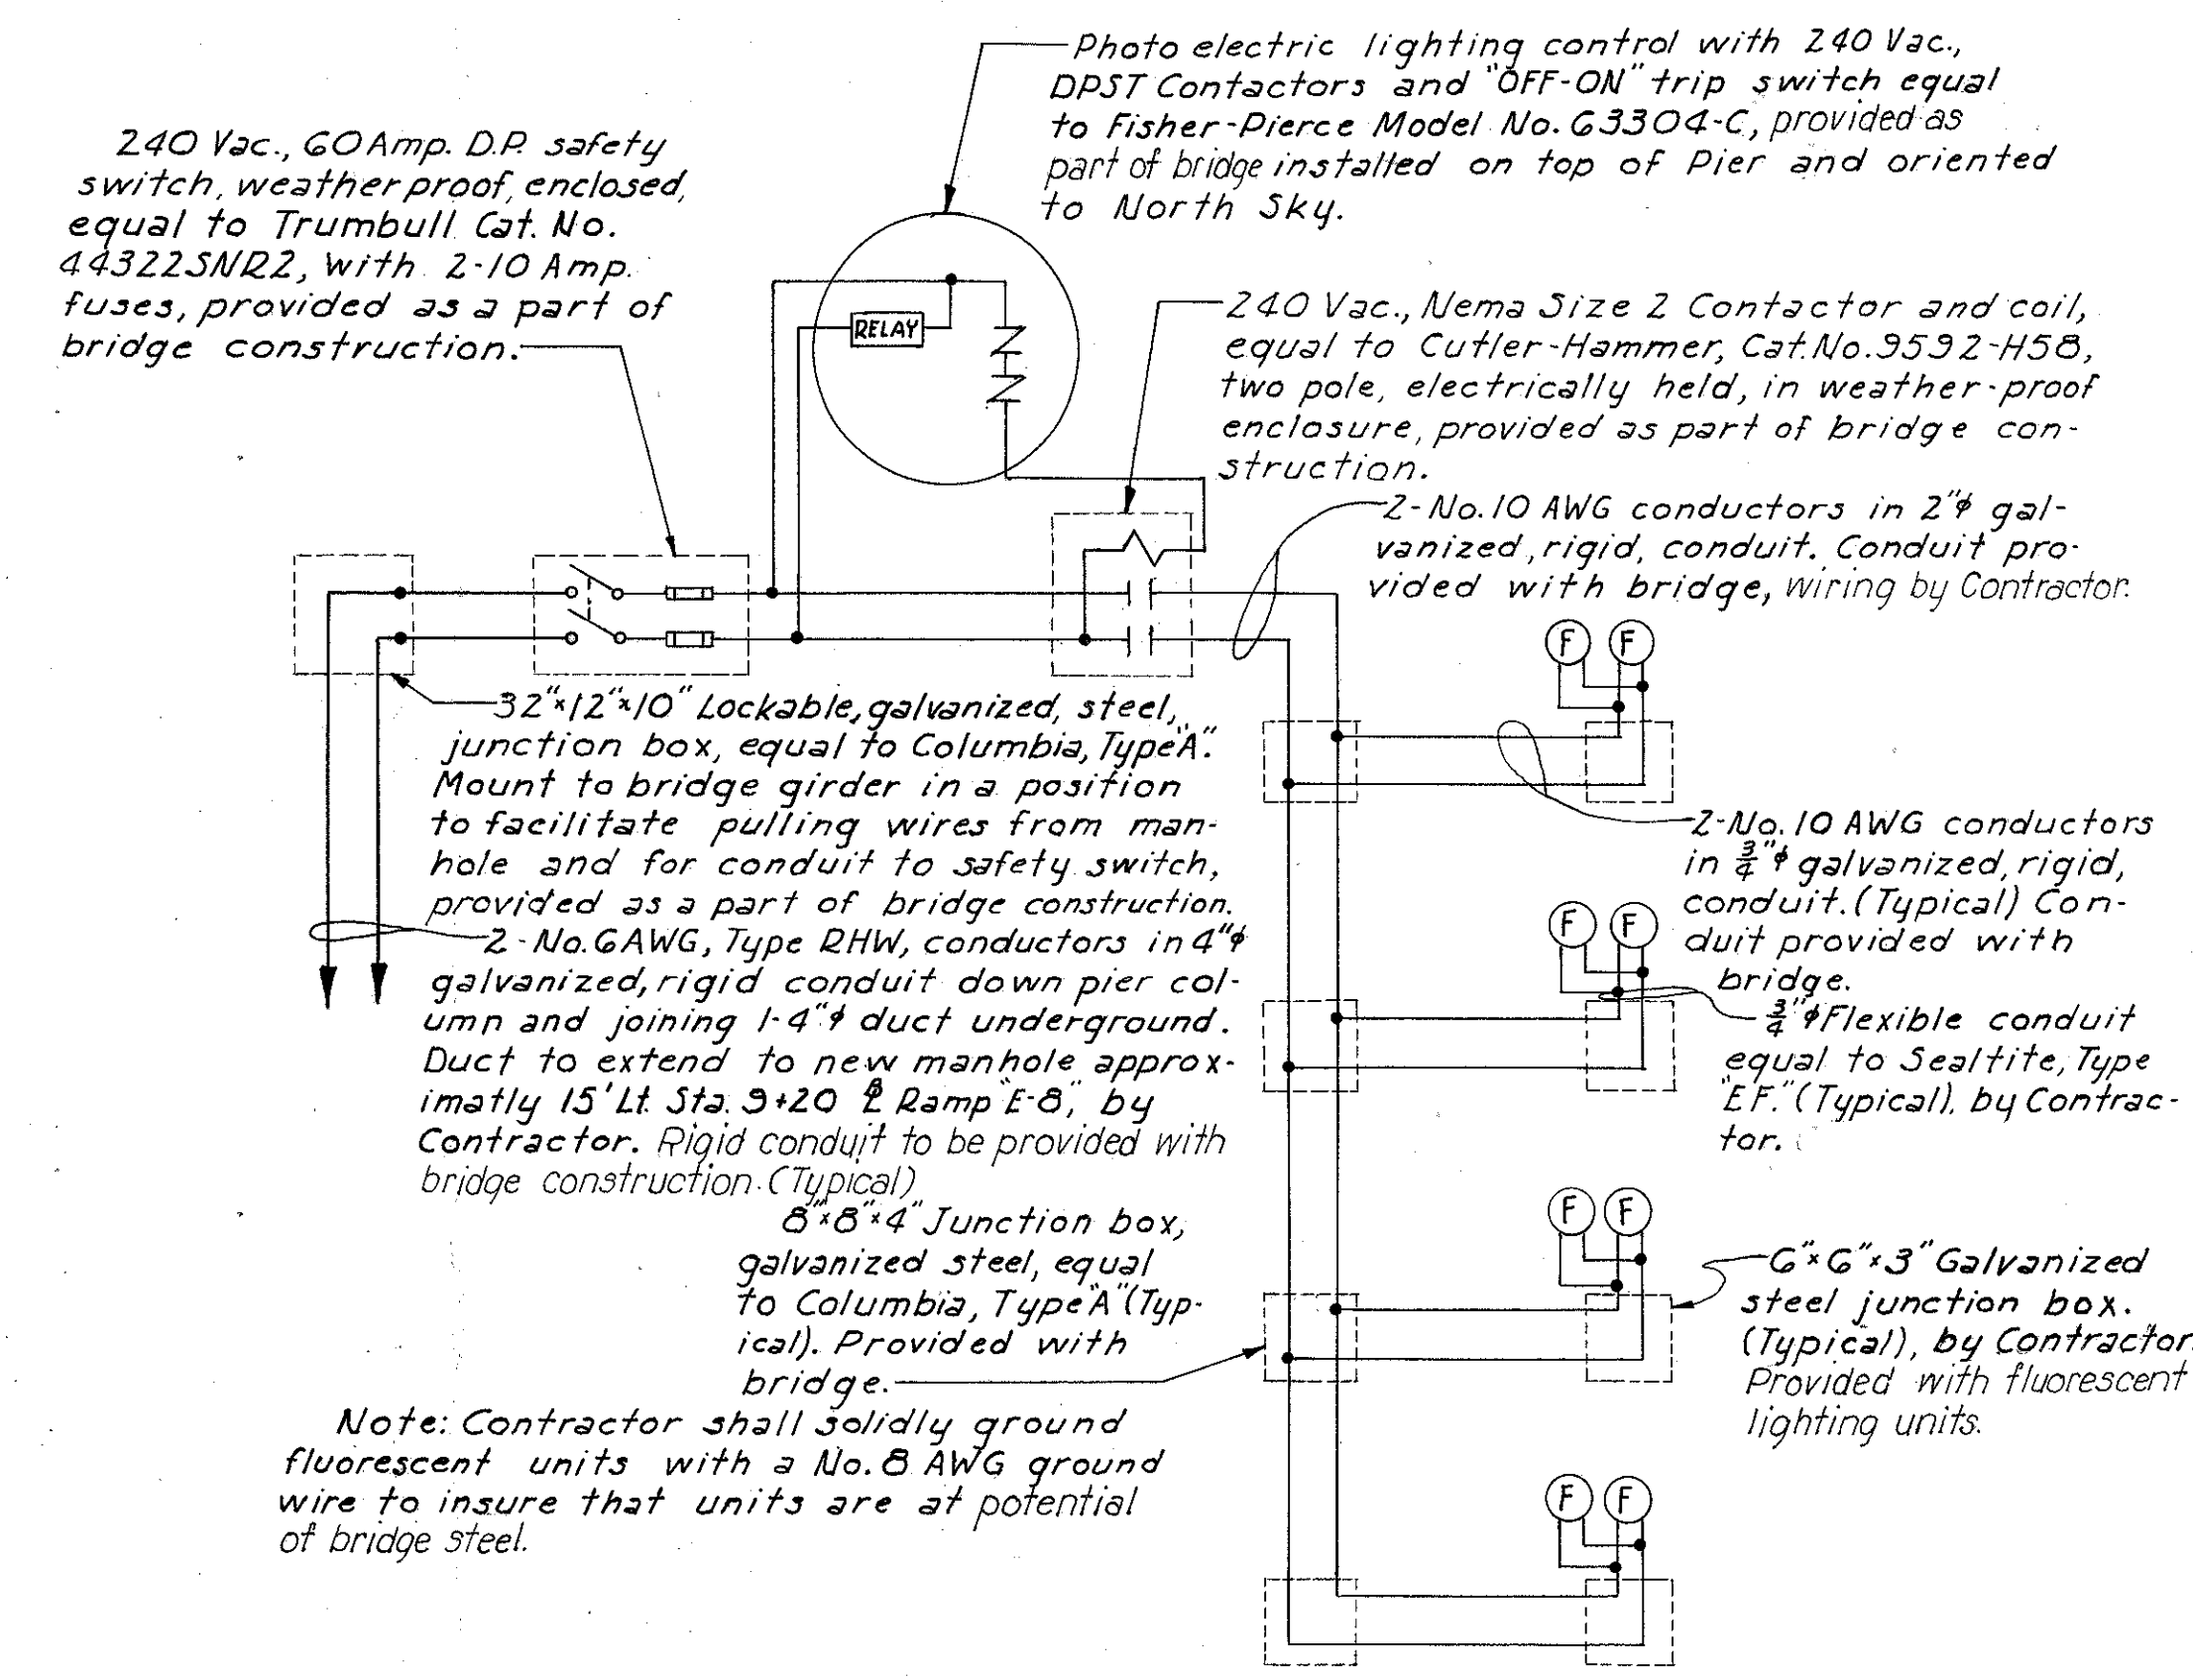 Photo electric lighting control with 240 Vac.,
DPST Contactors and "OFF-ON" trip switch equal
to Fisher-Pierce Model No. 63304-C, provided as
part of bridge installed on top of Pier and oriented
to North Sky.
240 Vac., 60 Amp. D.P. safety
switch, weatherproof, enclosed,
equal to Trumbull Cat. No.
44322SNR2, with 2-10 Amp.
fuses, provided as a part of
bridge construction.
RELAY
240 Vac., Nema Size 2 Contactor and coil,
equal to Cutler-Hammer, Cat. No. 9592-H58,
two pole, electrically held, in weather-proof
enclosure, provided as part of bridge con-
struction.
2-No. 10 AWG conductors in 2"φ gal-
vanized, rigid, conduit. Conduit pro-
vided with bridge, wiring by Contractor.
F F
32"x12"x10" Lockable, galvanized, steel,
junction box, equal to Columbia, Type "A".
Mount to bridge girder in a position
to facilitate pulling wires from man-
hole and for conduit to safety switch,
provided as a part of bridge construction.
2-No. 10 AWG conductors
in 3/4"φ galvanized, rigid,
conduit. (Typical) Con-
duit provided with
bridge.
F F
2-No. 6 AWG, Type RHW, conductors in 4"φ
galvanized, rigid conduit down pier col-
umn and joining 1-4"φ duct underground.
Duct to extend to new manhole approx-
imatly 15' Lt. Sta. 9+20 ℄ Ramp "E-8", by
Contractor. Rigid conduit to be provided with
bridge construction. (Typical)
3/4"φ Flexible conduit
equal to Sealtite, Type
"E.F." (Typical), by Contrac-
tor.
F F
8"x8"x4" Junction box,
galvanized steel, equal
to Columbia, Type "A" (Typ-
ical). Provided with
bridge.
6"x6"x3" Galvanized
steel junction box.
(Typical), by Contractor.
Provided with fluorescent
lighting units.
Note: Contractor shall solidly ground
fluorescent units with a No. 8 AWG ground
wire to insure that units are at potential
of bridge steel.
F F